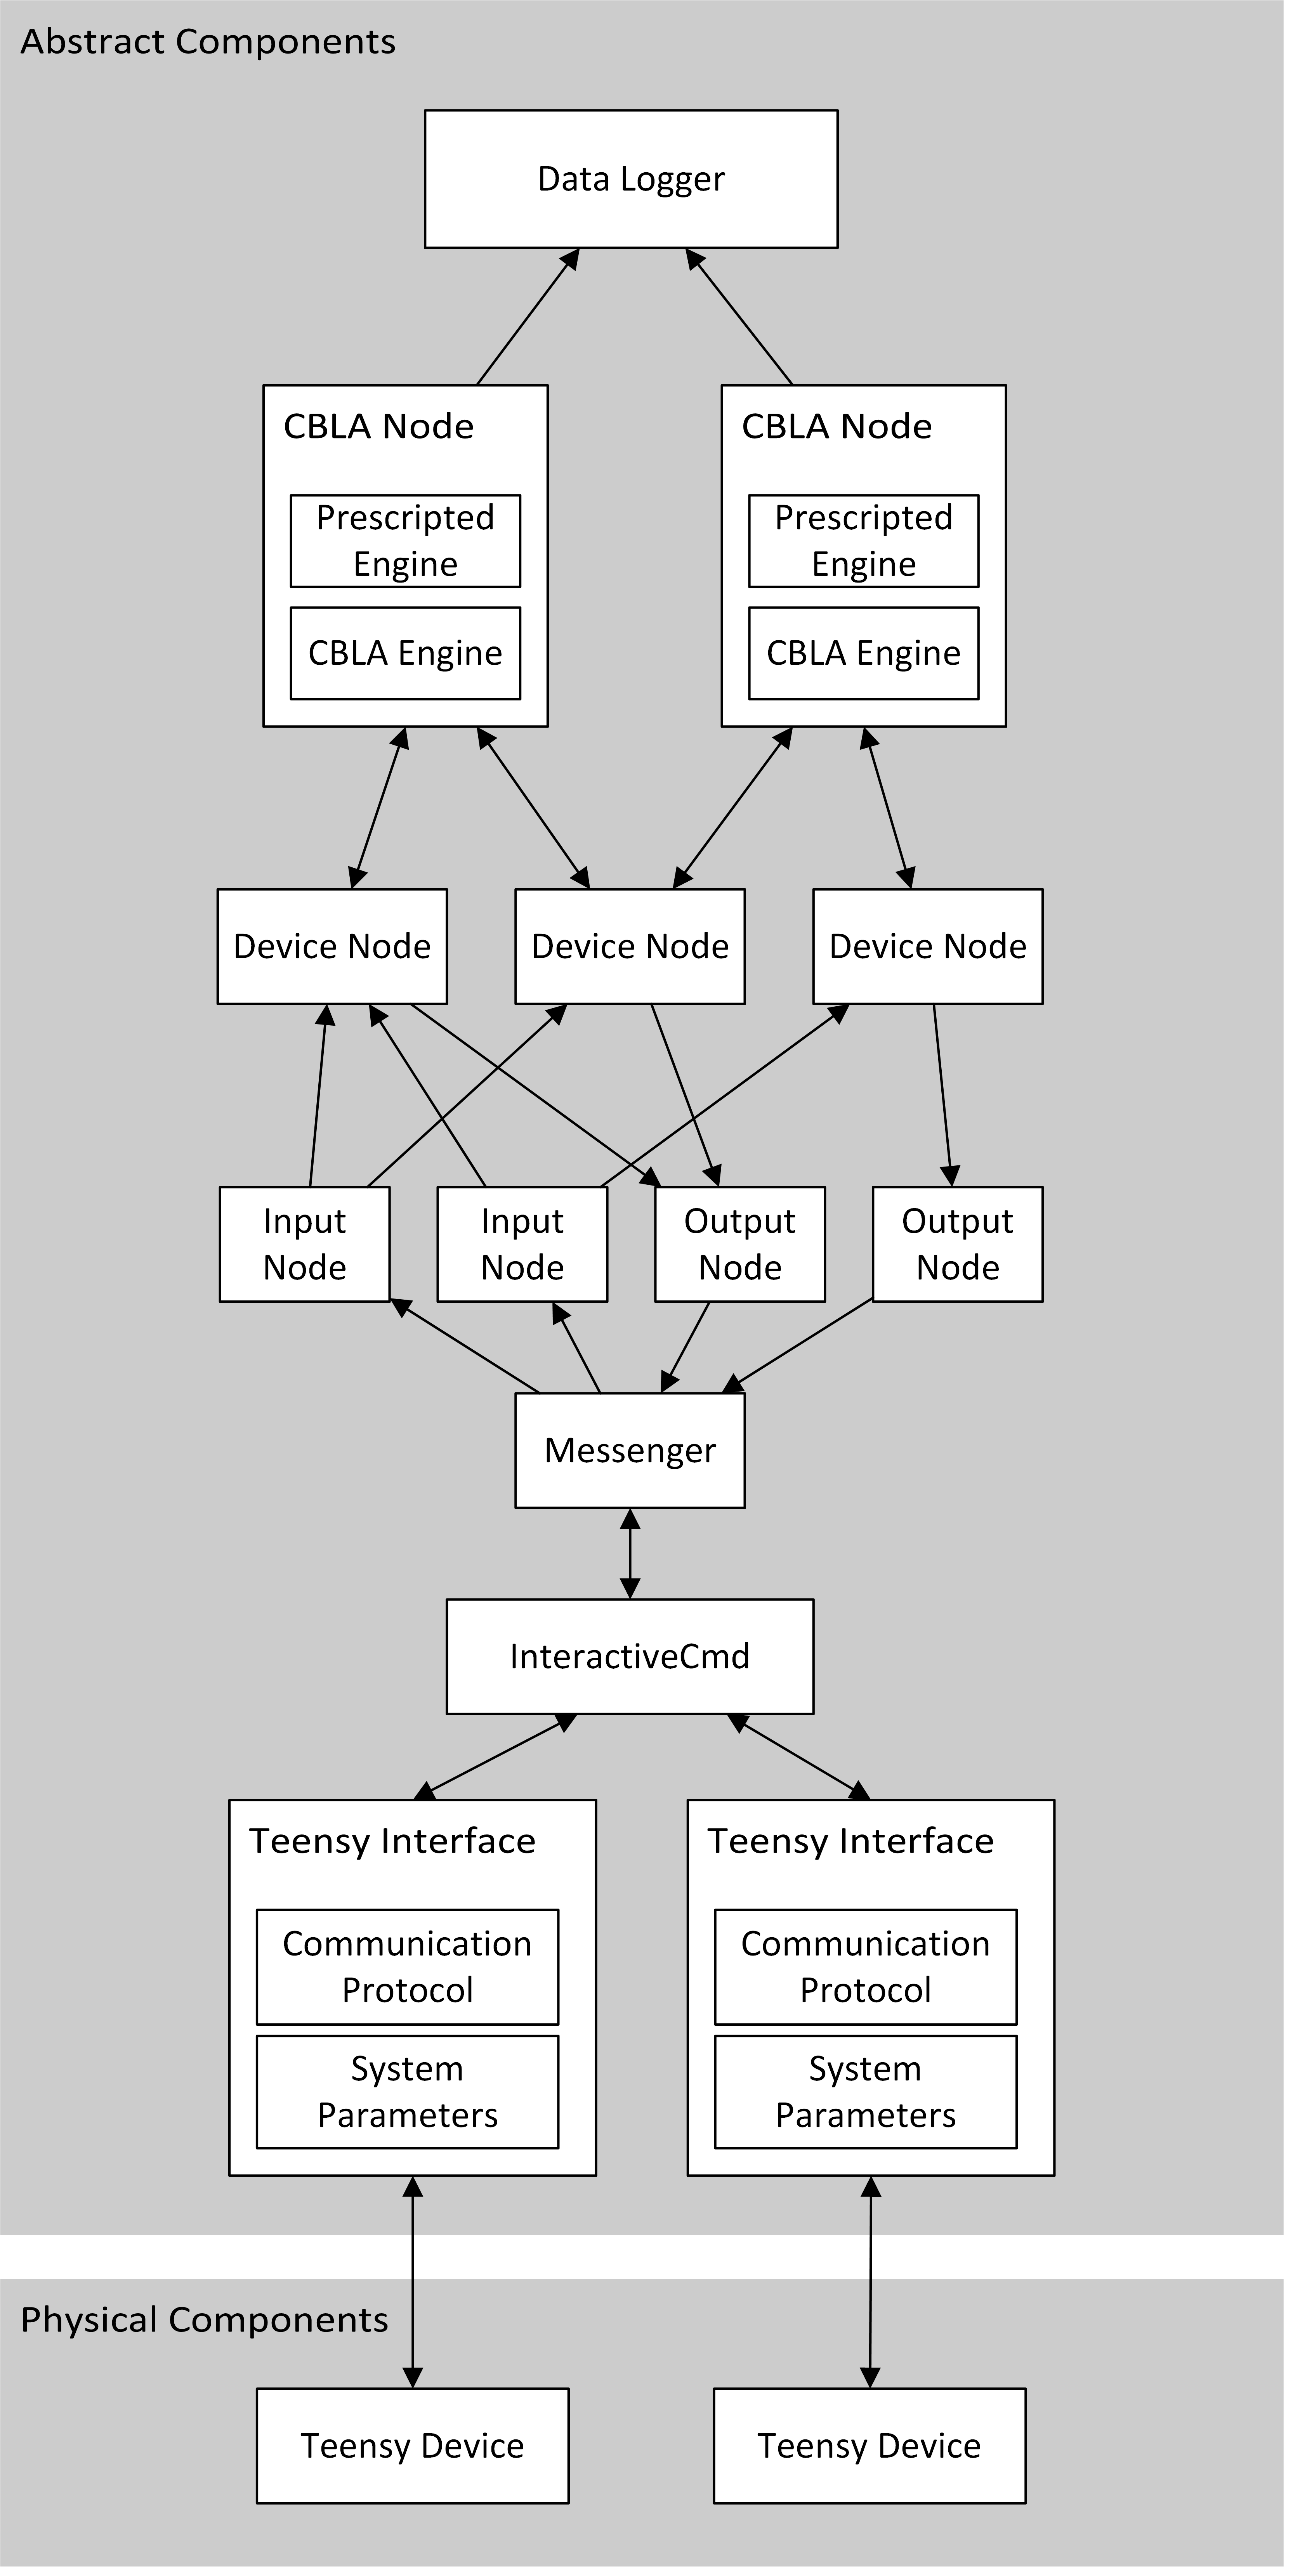 Abstract Components
Data Logger
CBLA Node
Prescripted
Engine
CBLA Engine
CBLA Node
Prescripted
Engine
CBLA Engine
Device Node
Device Node
Device Node
Input
Node
Input
Node
Output
Node
Output
Node
Messenger
InteractiveCmd
Teensy Interface
Communication
Protocol
System
Parameters
Teensy Interface
Communication
Protocol
System
Parameters
Physical Components
Teensy Device
Teensy Device